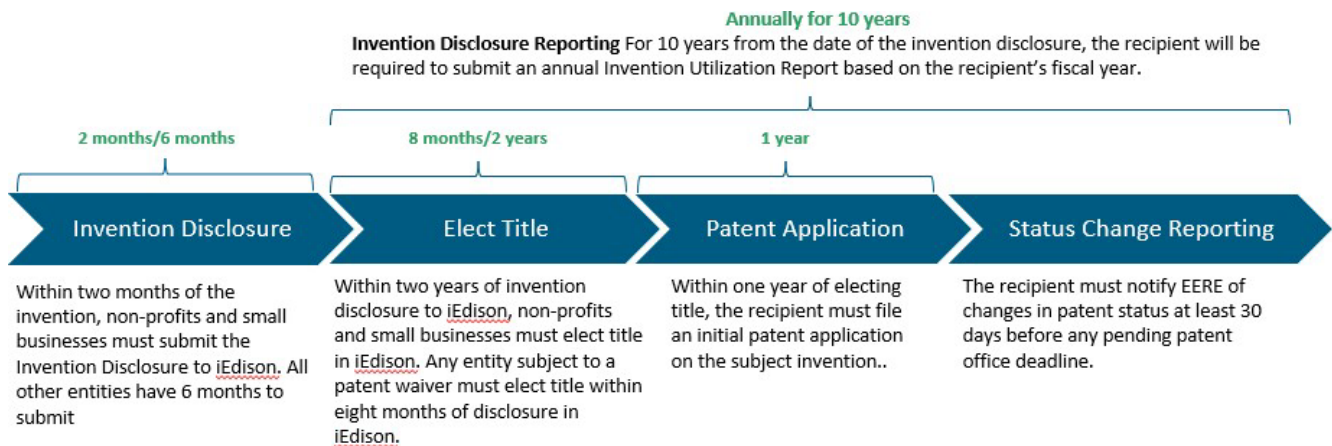 Annually for 10 years
Invention Disclosure Reporting For 10 years from the date of the invention disclosure, the recipient will be
required to submit an annual Invention Utilization Report based on the recipient's fiscal year.
2 months/6 months
8 months/2 years
1 year
Invention Disclosure
Elect Title
Patent Application
Status Change Reporting
Within two months of the
invention, non-profits and small
businesses must submit the
Invention Disclosure to iEdison. All
other entities have 6 months to
submit
Within two years of invention
disclosure to iEdison, non-profits
and small businesses must elect title
in iEdison. Any entity subject to a
patent waiver must elect title within
eight months of disclosure in
iEdison.
Within one year of electing
title, the recipient must file
an initial patent application
on the subject invention..
The recipient must notify EERE of
changes in patent status at least 30
days before any pending patent
office deadline.